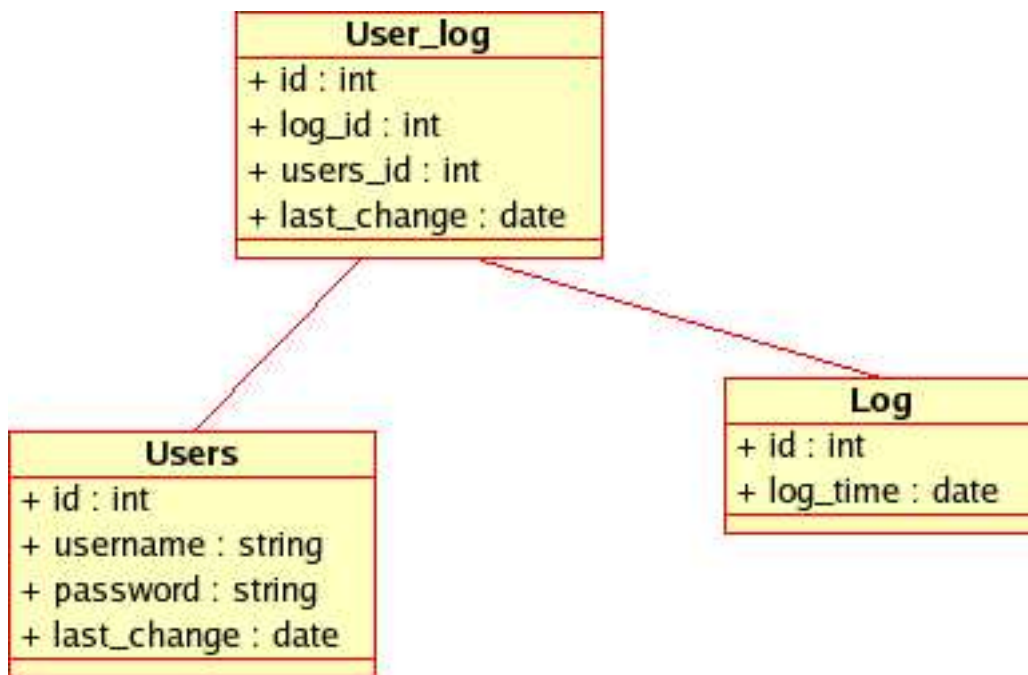 User_log
+ id : int
+ log_id : int
+ users_id : int
+ last_change : date
Users
+ id : int
+ username : string
+ password : string
+ last_change : date
Log
+ id : int
+ log_time : date